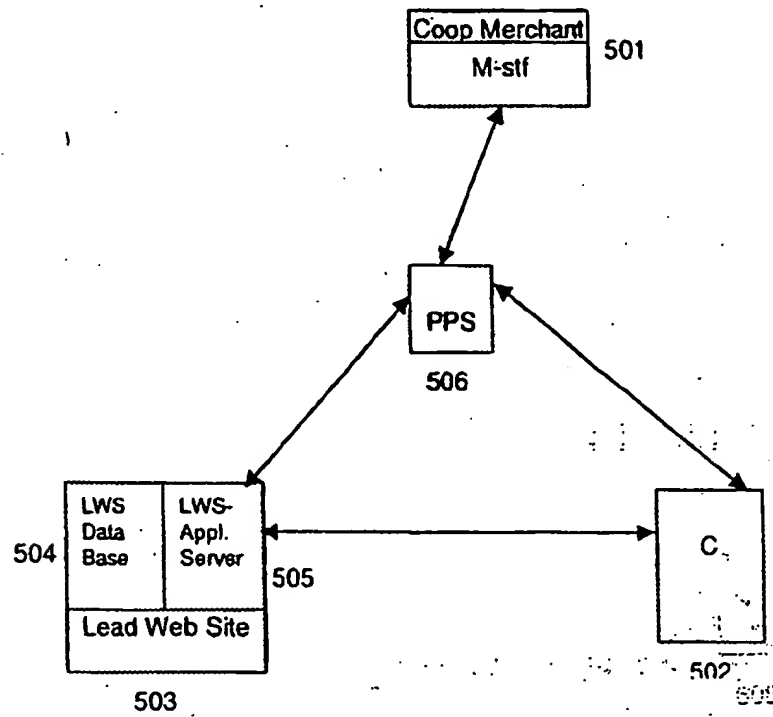 Coop Merchant
501
M-stf
PPS
506
LWS
Data
Base
LWS-
Appl.
Server
504
505
Lead Web Site
503
C
502